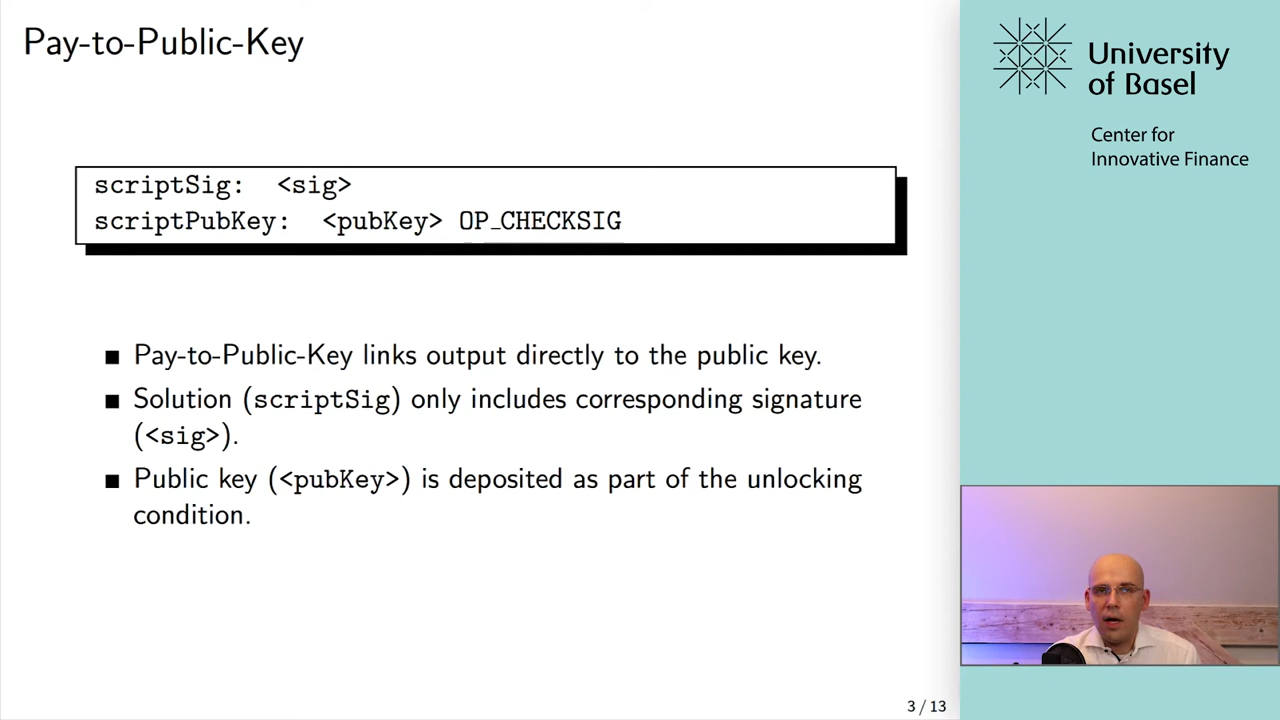 Pay-to-Public-Key
scriptSig: <sig>
scriptPubKey: <pubKey> OP_CHECKSIG
Pay-to-Public-Key links output directly to the public key.
Solution (scriptSig) only includes corresponding signature
(<sig>).
Public key (<pubKey>) is deposited as part of the unlocking
condition.
3 / 13
University
of Basel
Center for
Innovative Finance